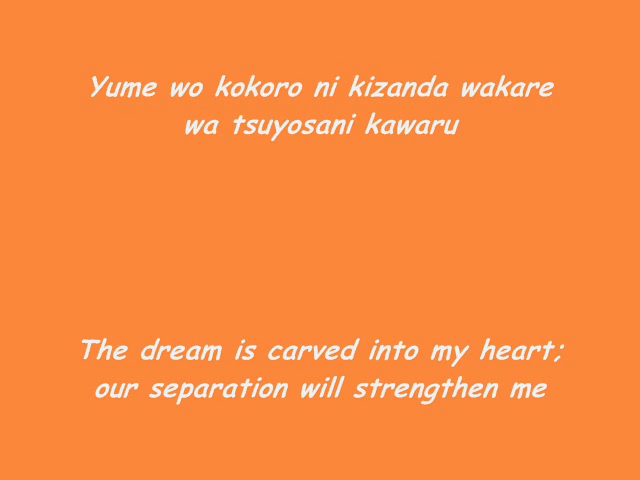 Yume wo kokoro ni kizanda wakare
wa tsuyosani kawaru
The dream is carved into my heart;
our separation will strengthen me